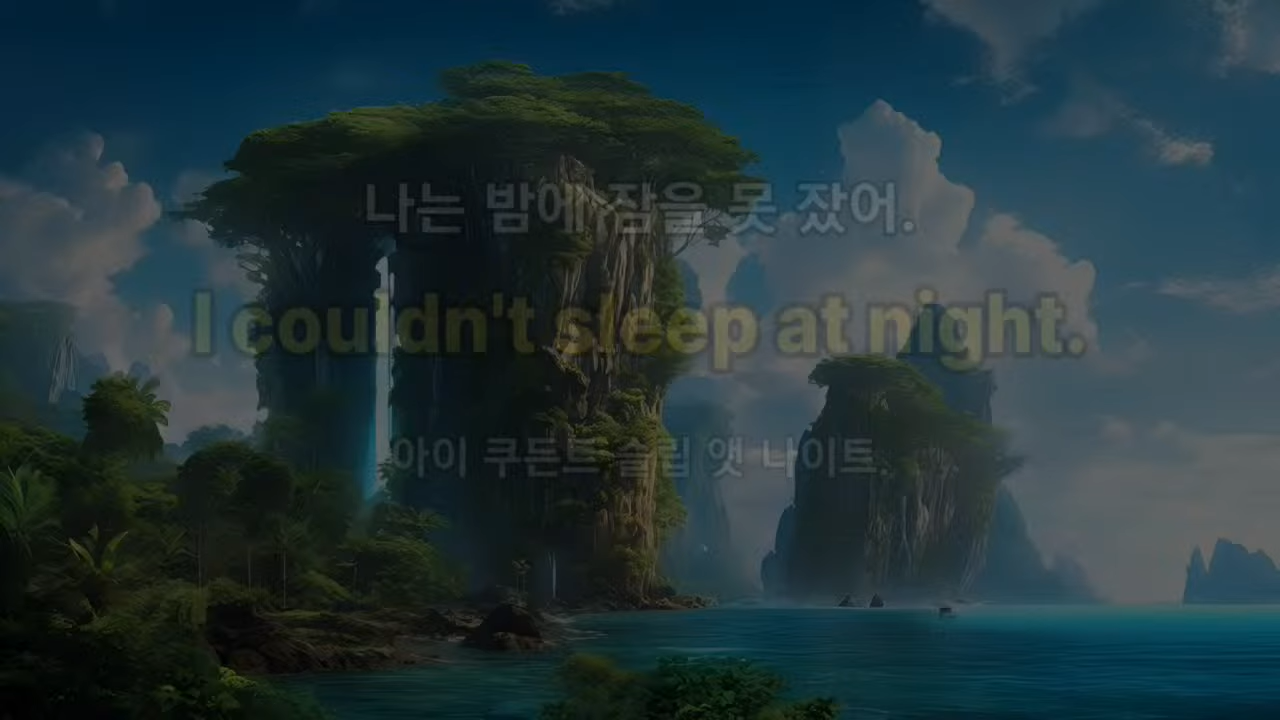 나는 밤에 잠을 못 잤어.
I couldn't sleep at night.
아이 쿠든트 슬립 앳 나이트